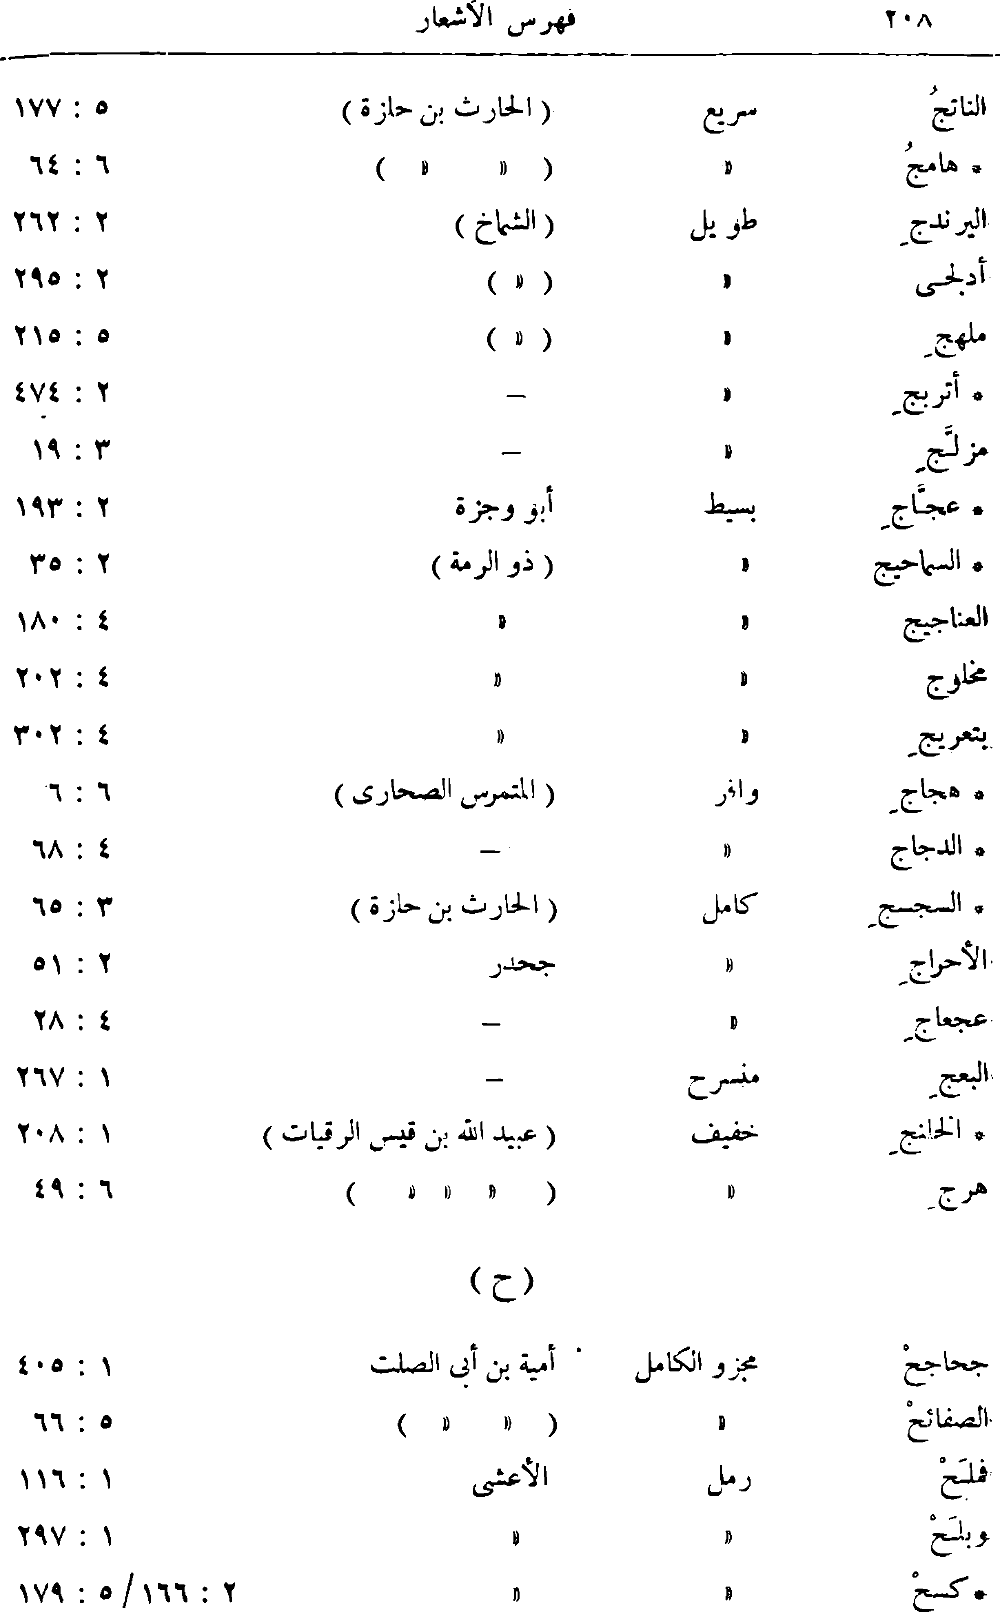 ٢٠٨ فهرس الأشعار
الناتجُ سريع ( الحارث بن حلزة ) ٥ : ١٧٧
* هامجُ » ( » » ) ٦ : ٦٤
اليرندجِ طويل ( الشماخ ) ٢ : ٢٦٢
أدلجى » ( » ) ٢ : ٢٩٥
ملهجِ » ( » ) ٥ : ٢١٥
* أتربجِ » – ٢ : ٤٧٤
مزلَّجِ » – ٣ : ١٩
* عجَّاجِ بسيط أبو وجزة ٢ : ١٩٣
* السماحيج » ( ذو الرمة ) ٢ : ٣٥
العناجيج » » ٤ : ١٨٠
مخلوج » » ٤ : ٢٠٢
بتعريجِ » » ٤ : ٣٠٢
* هجاجِ وافر ( المتمرس الصحارى ) ٦ : ٦
* الدجاج » – ٤ : ٦٨
* السجسجِ كامل ( الحارث بن حلزة ) ٣ : ٦٥
الأحراجِ » جحدر ٢ : ٥١
عجعاجِ » – ٤ : ٢٨
البعجِ منسرح – ١ : ٢٦٧
* الخلنجِ خفيف ( عبيد الله بن قيس الرقيات ) ١ : ٢٠٨
هرجِ » ( » » » » ) ٦ : ٤٩
( ح )
جحاجحْ مجزو الكامل أمية بن أبى الصلت ١ : ٤٠٥
الصفائحْ » ( » » ) ٥ : ٦٦
فملَحْ رمل الأعشى ١ : ١١٦
وبلَحْ » » ١ : ٢٩٧
* كسحْ » » ٢ : ١٦٦/ ٥ : ١٧٩